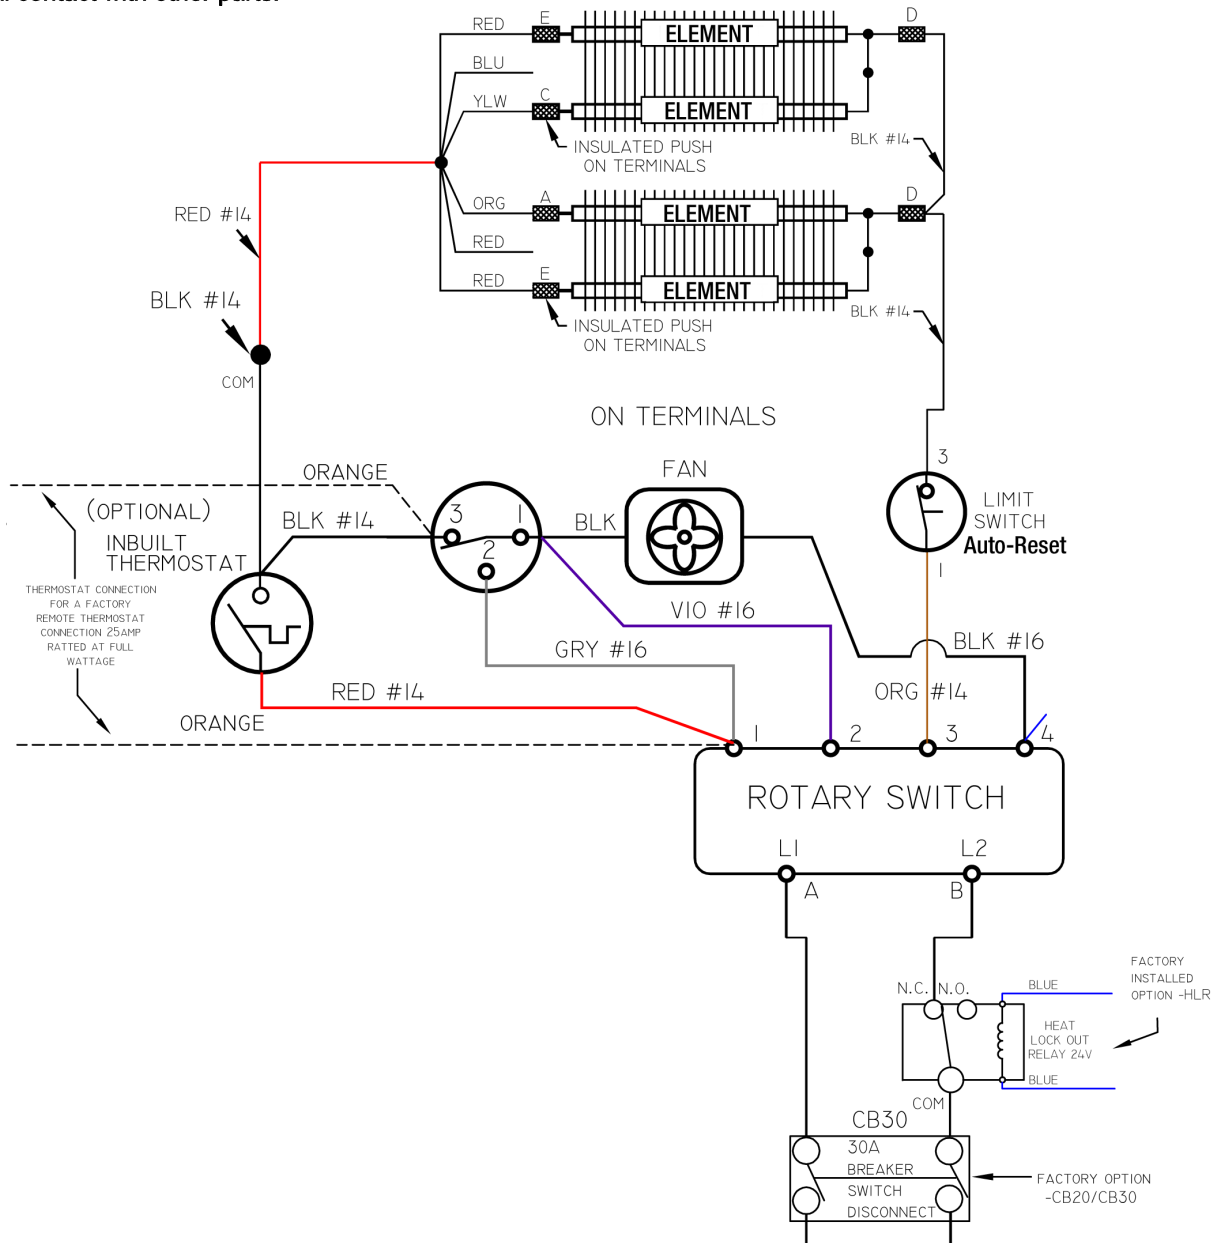 RED
E
ELEMENT
D
BLU
YLW
C
ELEMENT
BLK #14
INSULATED PUSH
ON TERMINALS
ORG
A
ELEMENT
D
RED #14
RED
RED
E
ELEMENT
BLK #14
BLK #14
INSULATED PUSH
ON TERMINALS
COM
ON TERMINALS
ORANGE
FAN
3
(OPTIONAL)
INBUILT
THERMOSTAT
BLK #14
3
1
2
BLK
LIMIT
SWITCH
Auto-Reset
1
THERMOSTAT CONNECTION
FOR A FACTORY
REMOTE THERMOSTAT
CONNECTION 25AMP
RATTED AT FULL
WATTAGE
VIO #16
GRY #16
BLK #16
RED #14
ORG #14
ORANGE
1
2
3
4
ROTARY SWITCH
L1
L2
A
B
N.C.
N.O.
BLUE
FACTORY
INSTALLED
OPTION -HLR
HEAT
LOCK OUT
RELAY 24V
BLUE
COM
CB30
30A
BREAKER
SWITCH
DISCONNECT
FACTORY OPTION
-CB20/CB30